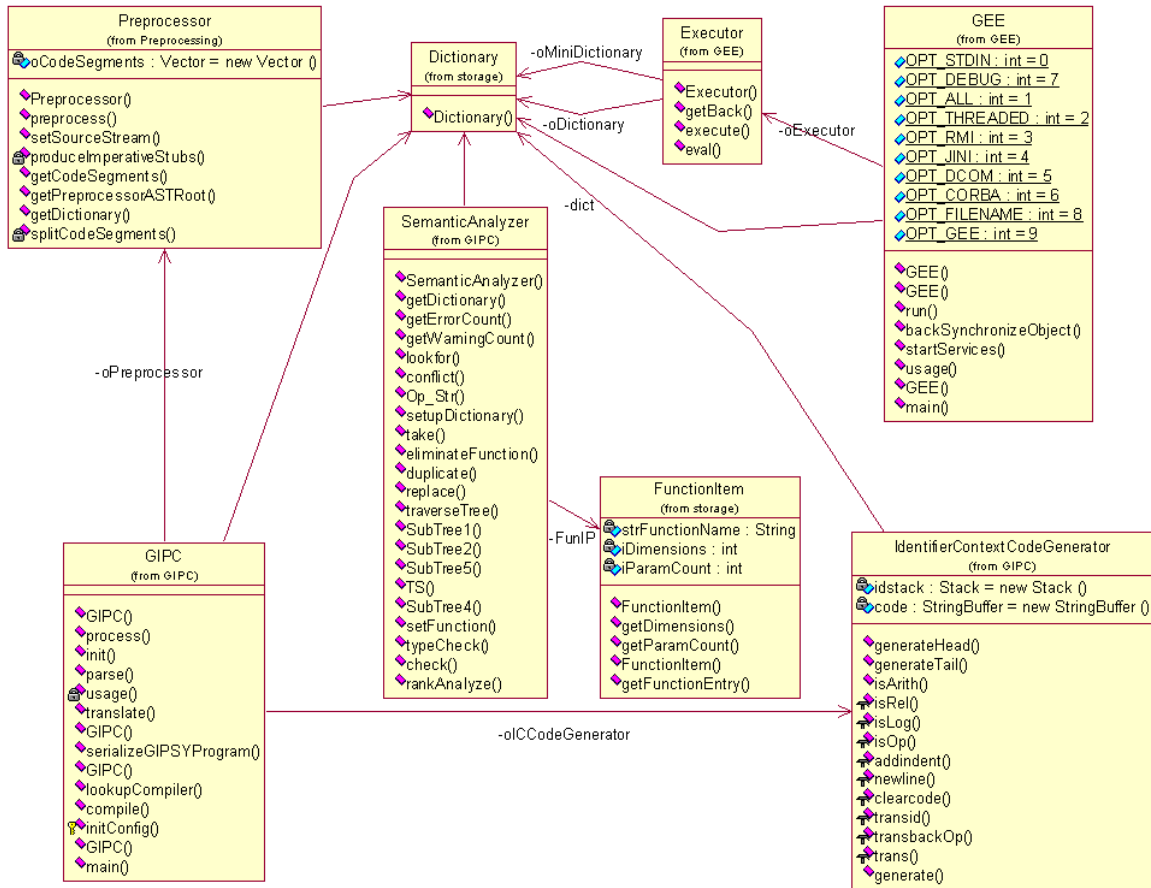 Preprocessor
(from Preprocessing)
oCodeSegments : Vector = new Vector ()
Preprocessor()
preprocess()
setSourceStream()
produceImperativeStubs()
getCodeSegments()
getPreprocessorASTRoot()
getDictionary()
splitCodeSegments()
Dictionary
(from storage)
Dictionary()
-oMiniDictionary
-oDictionary
Executor
(from GEE)
Executor()
getBack()
execute()
eval()
-oExecutor
GEE
(from GEE)
OPT_STDIN : int = 0
OPT_DEBUG : int = 7
OPT_ALL : int = 1
OPT_THREADED : int = 2
OPT_RMI : int = 3
OPT_JINI : int = 4
OPT_DCOM : int = 5
OPT_CORBA : int = 6
OPT_FILENAME : int = 8
OPT_GEE : int = 9
GEE()
GEE()
run()
backSynchronizeObject()
startServices()
usage()
GEE()
main()
-dict
SemanticAnalyzer
(from GIPC)
SemanticAnalyzer()
getDictionary()
getErrorCount()
getWarningCount()
lookfor()
conflict()
Op_Str()
setupDictionary()
take()
eliminateFunction()
duplicate()
replace()
traverseTree()
SubTree1()
SubTree2()
SubTree5()
TS()
SubTree4()
setFunction()
typeCheck()
check()
rankAnalyze()
-oPreprocessor
-FunIP
FunctionItem
(from storage)
strFunctionName : String
iDimensions : int
iParamCount : int
FunctionItem()
getDimensions()
getParamCount()
FunctionItem()
getFunctionEntry()
GIPC
(from GIPC)
GIPC()
process()
init()
parse()
usage()
translate()
GIPC()
serializeGIPSYProgram()
GIPC()
lookupCompiler()
compile()
initConfig()
GIPC()
main()
-oICCodeGenerator
IdentifierContextCodeGenerator
(from GIPC)
idstack : Stack = new Stack ()
code : StringBuffer = new StringBuffer ()
generateHead()
generateTail()
isArith()
isRel()
isLog()
isOp()
addindent()
newline()
clearcode()
transid()
transbackOp()
trans()
generate()